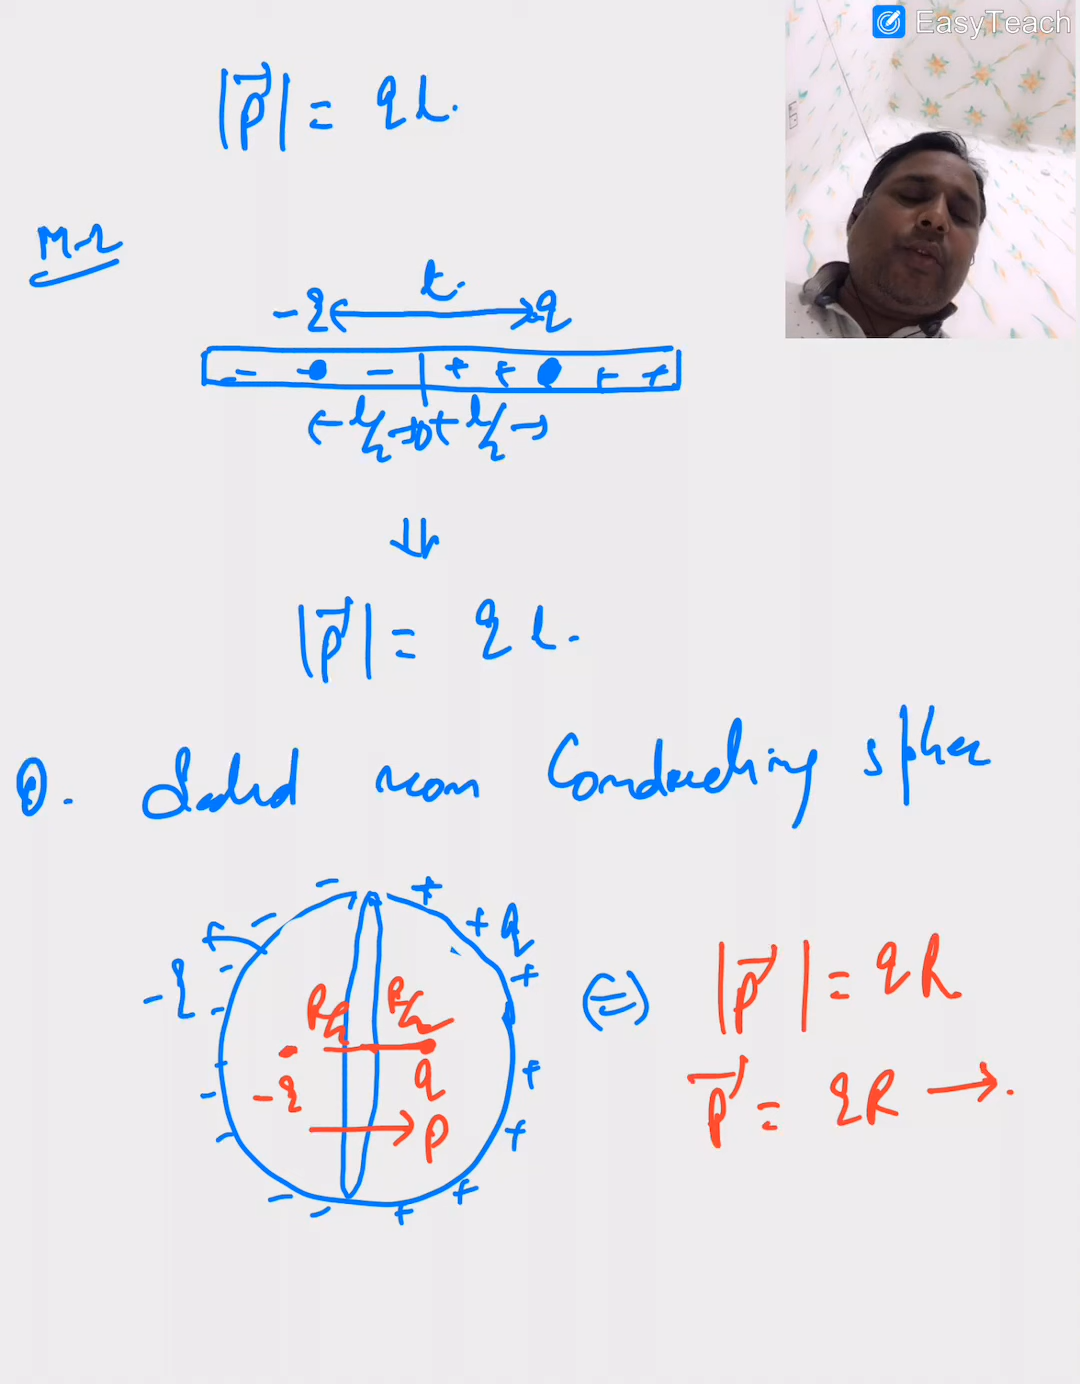 EasyTeach
|p⃗| = qℓ.
M-2
ℓ.
-q q
- - + + + +
ℓ/2 ℓ/2
⇓
|p⃗| = qℓ.
Q. Solid non Conducting sphere
- +
- + q
-q - +
R/2 R/2
-q q
p
(=) |p⃗| = qR
p⃗ = qR →.